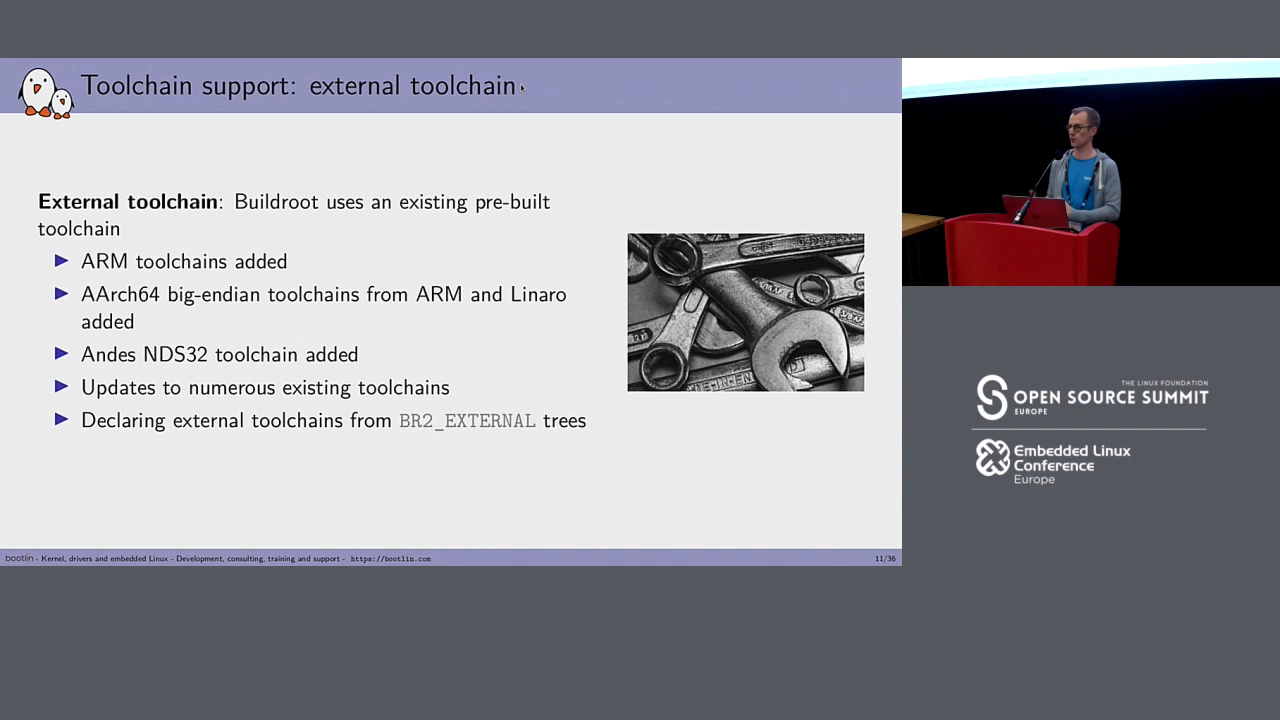 Toolchain support: external toolchain
External toolchain: Buildroot uses an existing pre-built
toolchain
ARM toolchains added
AArch64 big-endian toolchains from ARM and Linaro
added
Andes NDS32 toolchain added
Updates to numerous existing toolchains
Declaring external toolchains from BR2_EXTERNAL trees
bootlin - Kernel, drivers and embedded Linux - Development, consulting, training and support - https://bootlin.com
11/36
THE LINUX FOUNDATION
OPEN SOURCE SUMMIT
EUROPE
Embedded Linux
Conference
Europe